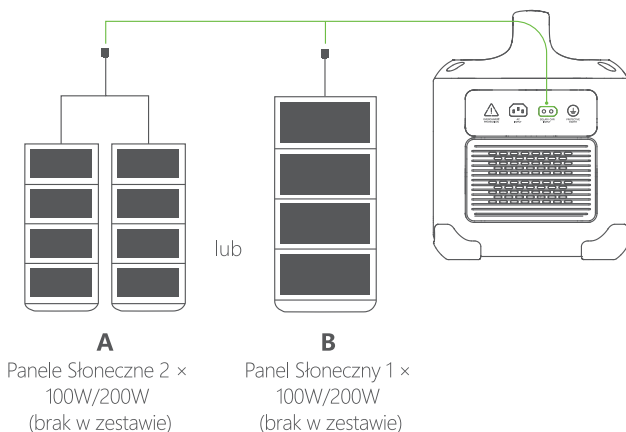 lub
A
Panele Słoneczne 2 ×
100W/200W
(brak w zestawie)
B
Panel Słoneczny 1 ×
100W/200W
(brak w zestawie)